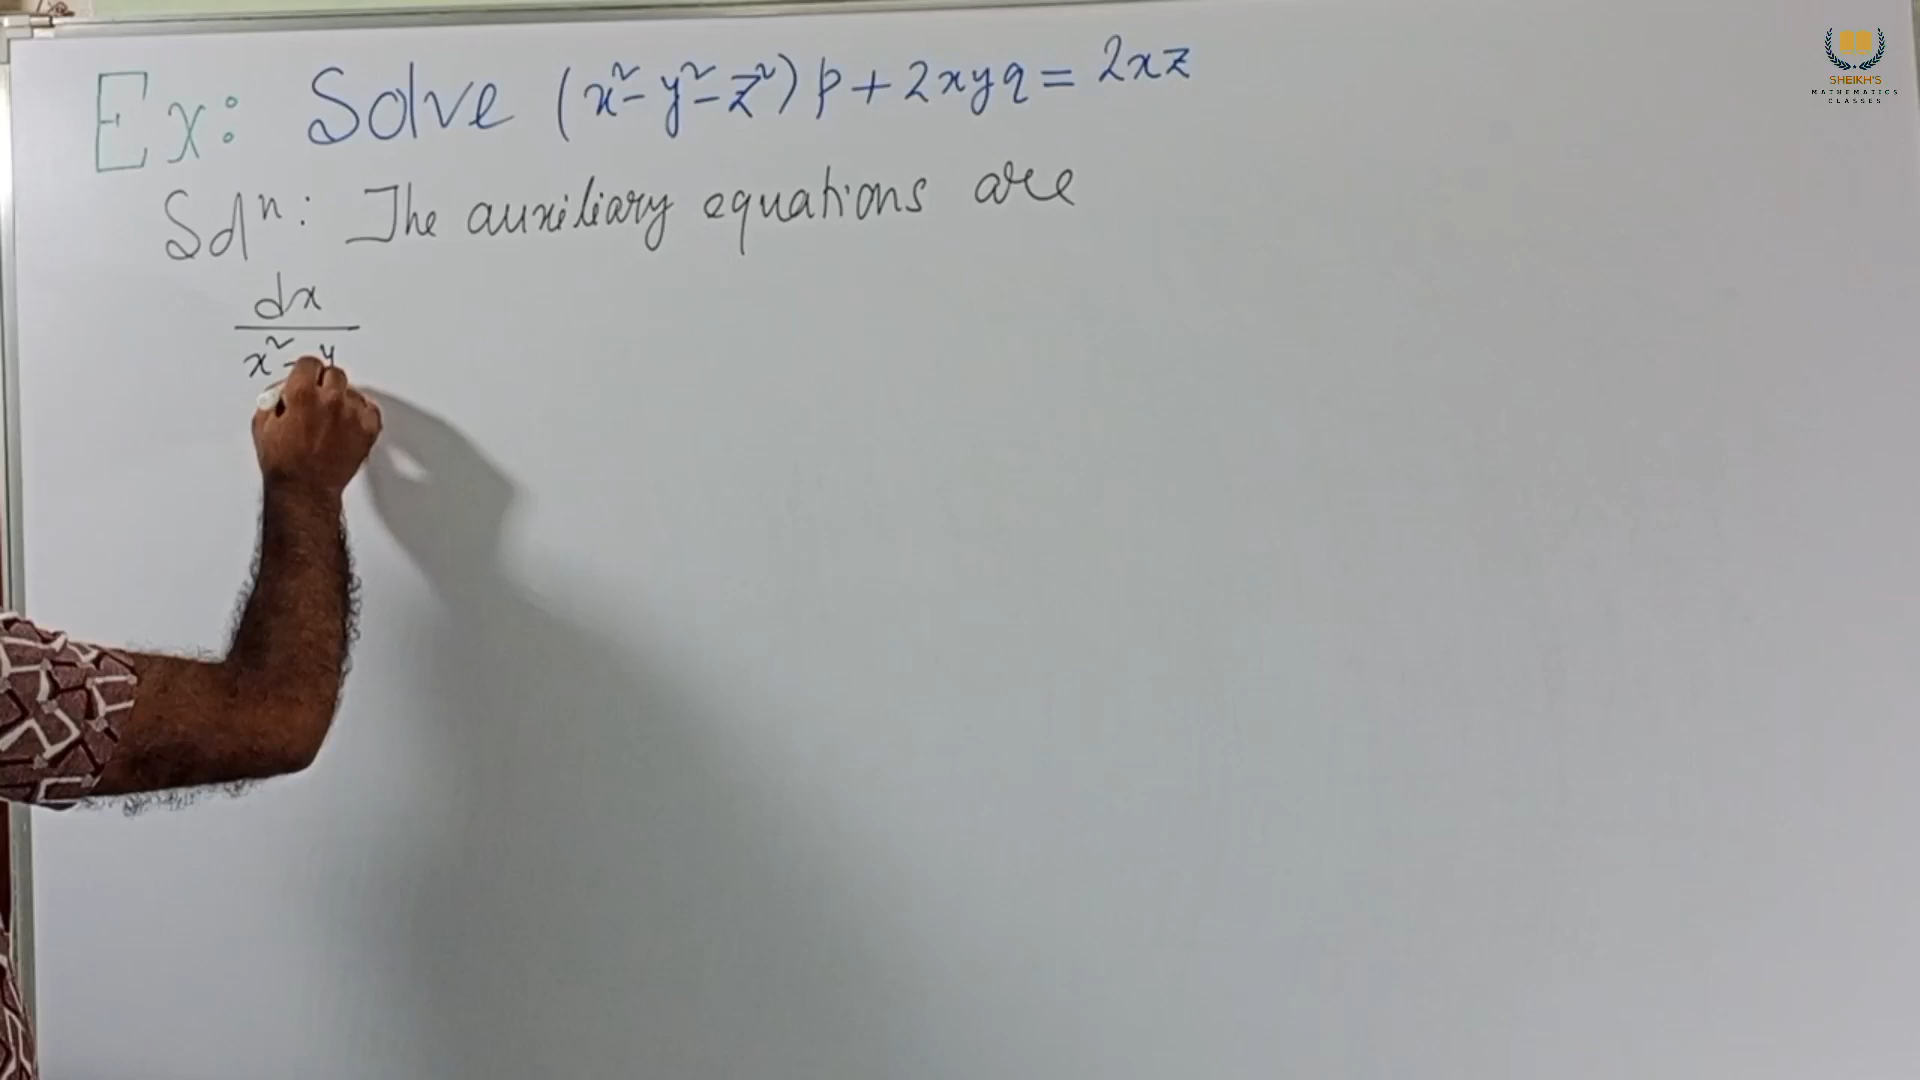 Ex: Solve (x²-y²-z²)p+2xyq=2xz
Solⁿ: The auxiliary equations are
dx
x²-y
SHEIKH'S
MATHEMATICS
CLASSES